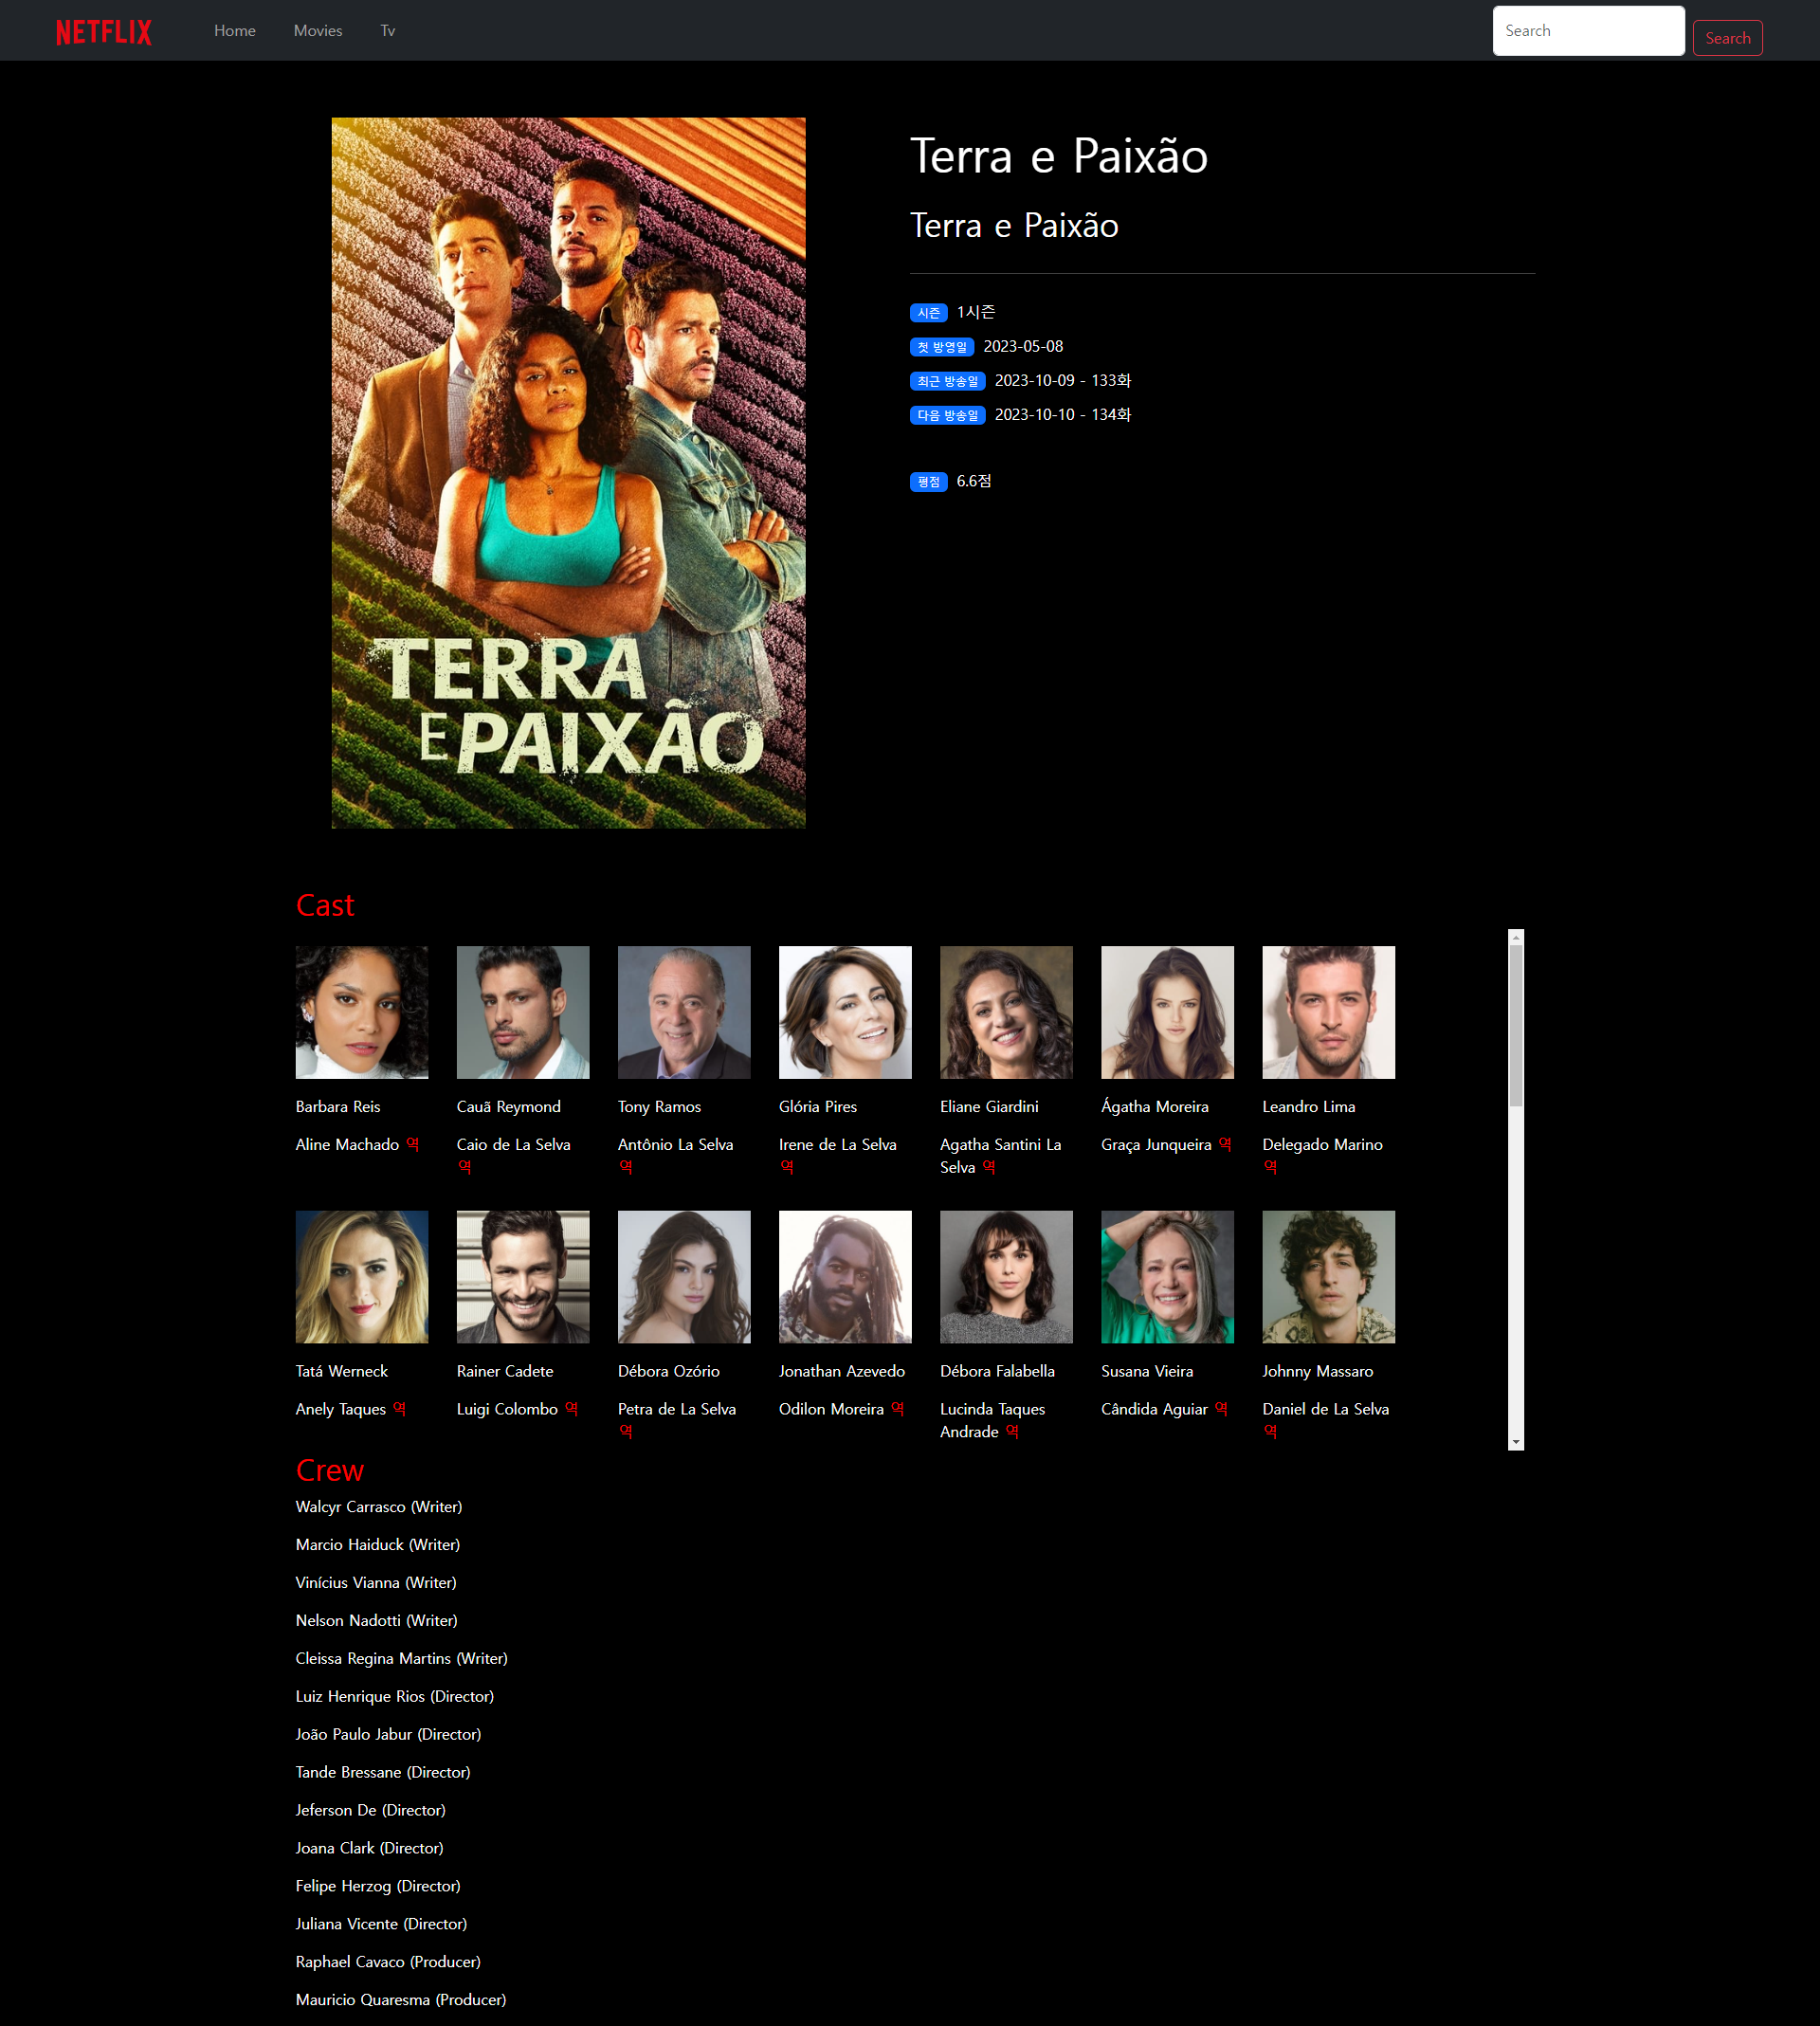 NETFLIX Home Movies Tv Search Search
TERRA
E PAIXÃO
Terra e Paixão
Terra e Paixão
시즌 1시즌
첫 방영일 2023-05-08
최근 방송일 2023-10-09 - 133화
다음 방송일 2023-10-10 - 134화
평점 6.6점
Cast
Barbara Reis
Aline Machado 역
Cauã Reymond
Caio de La Selva
역
Tony Ramos
Antônio La Selva
역
Glória Pires
Irene de La Selva
역
Eliane Giardini
Agatha Santini La
Selva 역
Ágatha Moreira
Graça Junqueira 역
Leandro Lima
Delegado Marino
역
Tatá Werneck
Anely Taques 역
Rainer Cadete
Luigi Colombo 역
Débora Ozório
Petra de La Selva
역
Jonathan Azevedo
Odilon Moreira 역
Débora Falabella
Lucinda Taques
Andrade 역
Susana Vieira
Cândida Aguiar 역
Johnny Massaro
Daniel de La Selva
역
Crew
Walcyr Carrasco (Writer)
Marcio Haiduck (Writer)
Vinícius Vianna (Writer)
Nelson Nadotti (Writer)
Cleissa Regina Martins (Writer)
Luiz Henrique Rios (Director)
João Paulo Jabur (Director)
Tande Bressane (Director)
Jeferson De (Director)
Joana Clark (Director)
Felipe Herzog (Director)
Juliana Vicente (Director)
Raphael Cavaco (Producer)
Mauricio Quaresma (Producer)